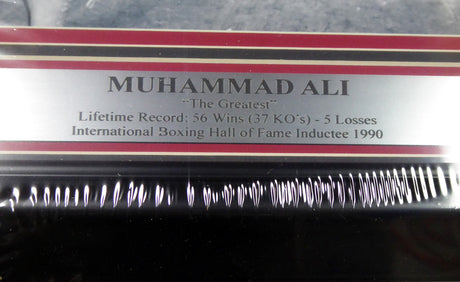 MUHAMMAD ALI
"The Greatest"
Lifetime Record: 56 Wins (37 KO's) - 5 Losses
International Boxing Hall of Fame Inductee 1990